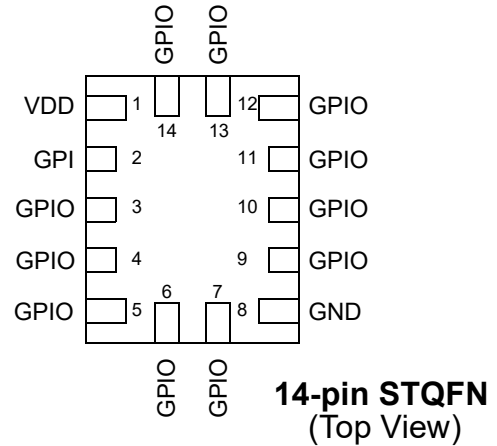 GPIO GPIO
VDD 1 14 13 12 GPIO
GPI 2 11 GPIO
GPIO 3 10 GPIO
GPIO 4 9 GPIO
GPIO 5 6 7 8 GND
GPIO GPIO
14-pin STQFN
(Top View)